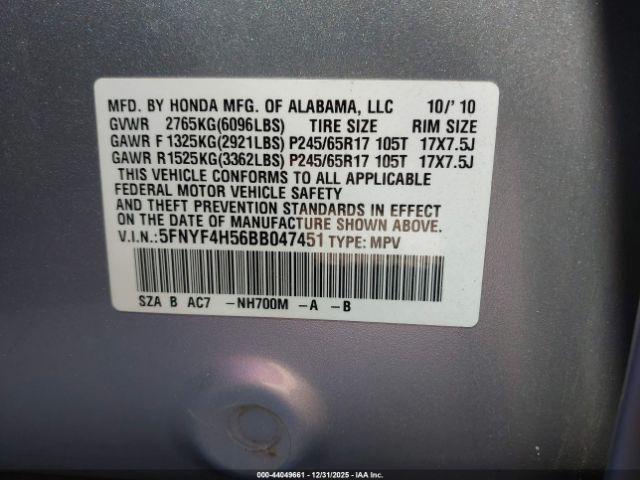 MFD. BY HONDA MFG. OF ALABAMA, LLC 10/'10
GVWR 2765KG(6096LBS) TIRE SIZE RIM SIZE
GAWR F 1325KG(2921LBS) P245/65R17 105T 17X7.5J
GAWR R 1525KG(3362LBS) P245/65R17 105T 17X7.5J
THIS VEHICLE CONFORMS TO ALL APPLICABLE
FEDERAL MOTOR VEHICLE SAFETY
AND THEFT PREVENTION STANDARDS IN EFFECT
ON THE DATE OF MANUFACTURE SHOWN ABOVE.
V.I.N.:5FNYF4H56BB047451 TYPE: MPV
SZA B AC7 -NH700M -A -B
© 44049661 - 12/31/2025 - IAA Inc.